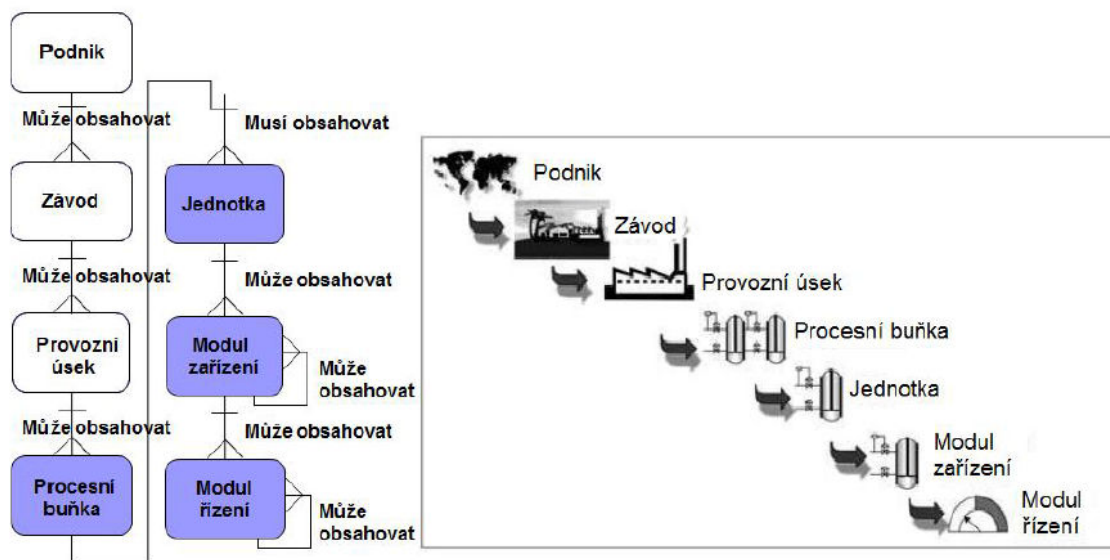 Podnik
Může obsahovat
Závod
Může obsahovat
Provozní
úsek
Může obsahovat
Procesní
buňka
Musí obsahovat
Jednotka
Může obsahovat
Modul
zařízení
Může
obsahovat
Může obsahovat
Modul
řízení
Může
obsahovat
Podnik
Závod
Provozní úsek
Procesní buňka
Jednotka
Modul
zařízení
Modul
řízení